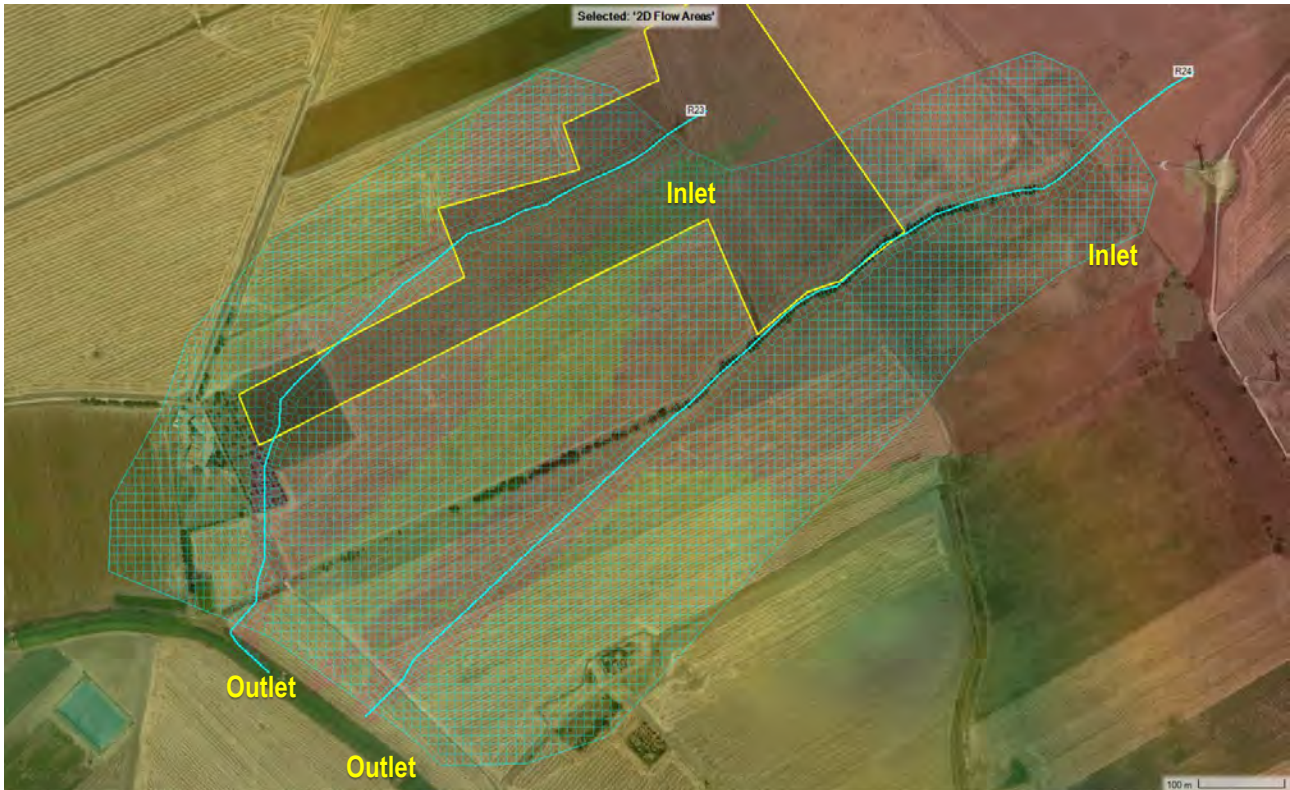 Selected: '2D Flow Areas'
R24
R23
Inlet
Inlet
Outlet
Outlet
100 m